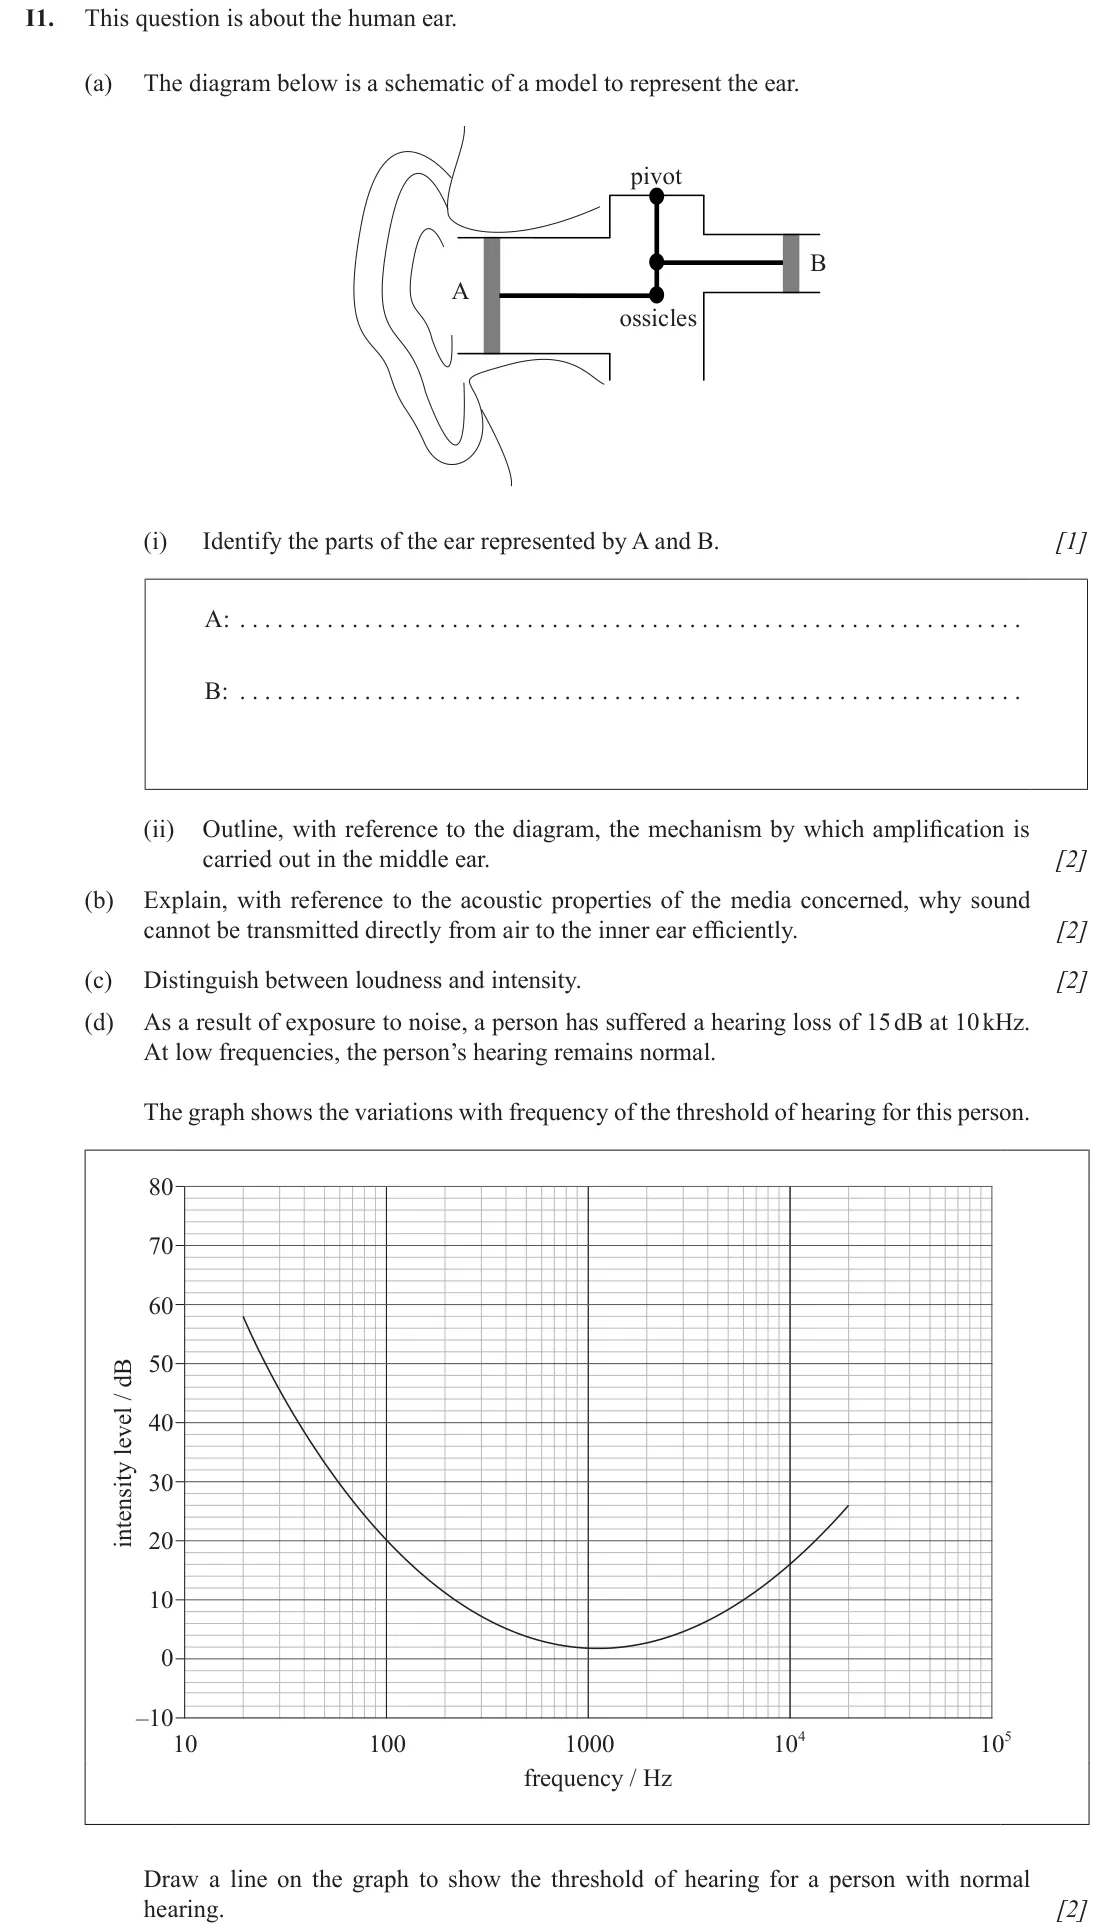 I1. This question is about the human ear.
(a) The diagram below is a schematic of a model to represent the ear.
pivot
A
B
ossicles
(i) Identify the parts of the ear represented by A and B. [1]
A: . . . . . . . . . . . . . . . . . . . . . . . . . . . . . . . . . . . . . . . . . . . . . . . . . . . . . . . . . . . . . . .
B: . . . . . . . . . . . . . . . . . . . . . . . . . . . . . . . . . . . . . . . . . . . . . . . . . . . . . . . . . . . . . . .
(ii) Outline, with reference to the diagram, the mechanism by which amplification is
carried out in the middle ear. [2]
(b) Explain, with reference to the acoustic properties of the media concerned, why sound
cannot be transmitted directly from air to the inner ear efficiently. [2]
(c) Distinguish between loudness and intensity. [2]
(d) As a result of exposure to noise, a person has suffered a hearing loss of 15 dB at 10 kHz.
At low frequencies, the person's hearing remains normal.
The graph shows the variations with frequency of the threshold of hearing for this person.
80
70
60
50
40
30
20
10
0
–10
intensity level / dB
10 100 1000 10⁴ 10⁵
frequency / Hz
Draw a line on the graph to show the threshold of hearing for a person with normal
hearing. [2]